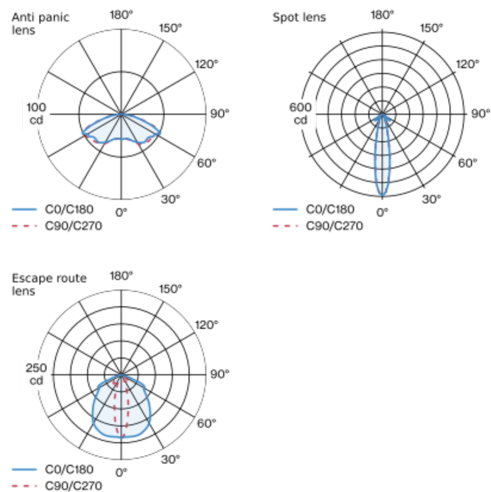 Anti panic
lens
180°
150°
120°
100
cd
90°
60°
30°
0°
C0/C180
C90/C270
Spot lens
180°
150°
120°
600
cd
90°
60°
30°
0°
C0/C180
C90/C270
Escape route
lens
180°
150°
120°
250
cd
90°
60°
30°
0°
C0/C180
C90/C270